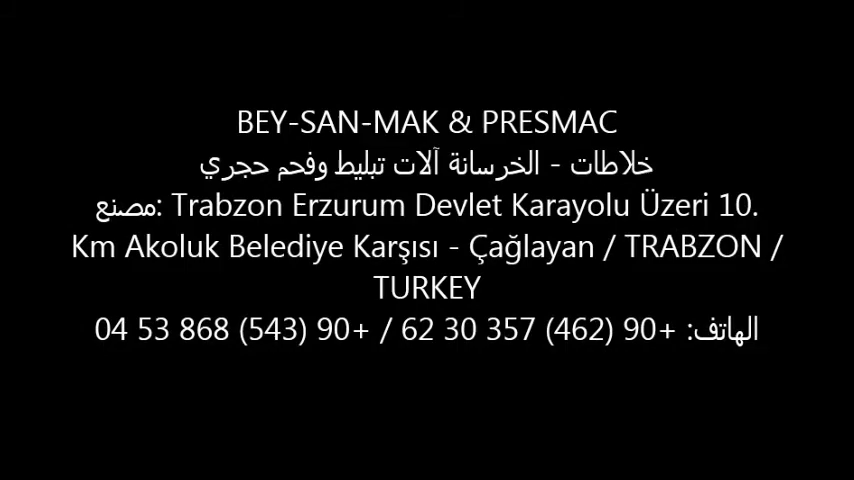 BEY-SAN-MAK & PRESMAC
خلاطات - الخرسانة آلات تبليط وفحم حجري
مصنع: Trabzon Erzurum Devlet Karayolu Üzeri 10.
Km Akoluk Belediye Karşısı - Çağlayan / TRABZON /
TURKEY
الهاتف: +90 (462) 357 30 62 / +90 (543) 868 53 04